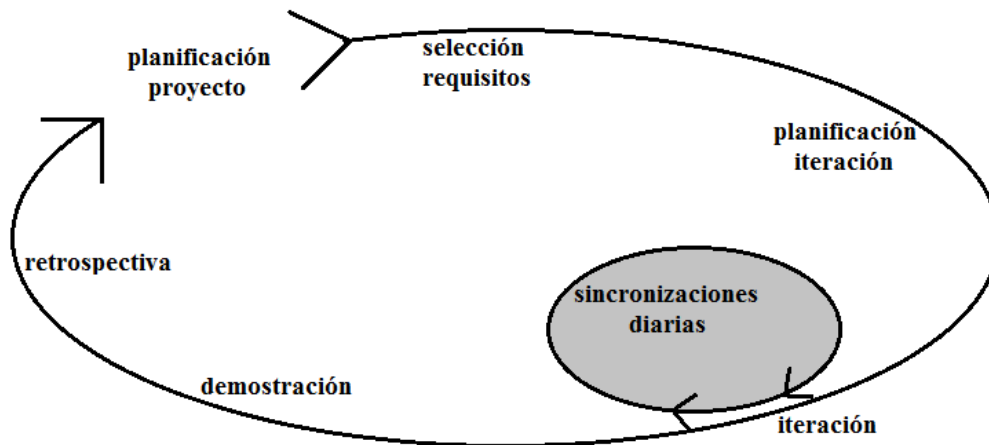 planificación
proyecto
selección
requisitos
planificación
iteración
sincronizaciones
diarias
iteración
demostración
retrospectiva